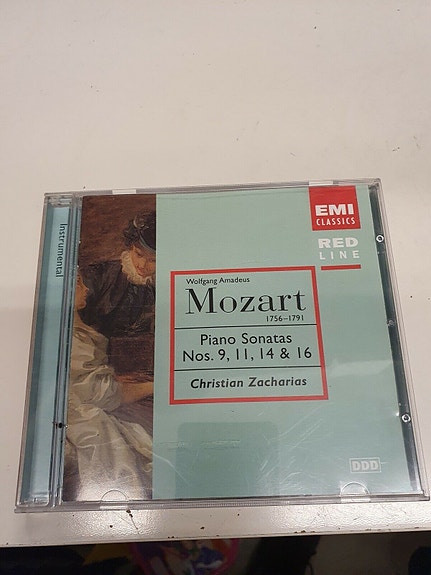 Instrumental
EMI
CLASSICS
RED
LINE
Wolfgang Amadeus
Mozart
1756–1791
Piano Sonatas
Nos. 9, 11, 14 & 16
Christian Zacharias
DDD